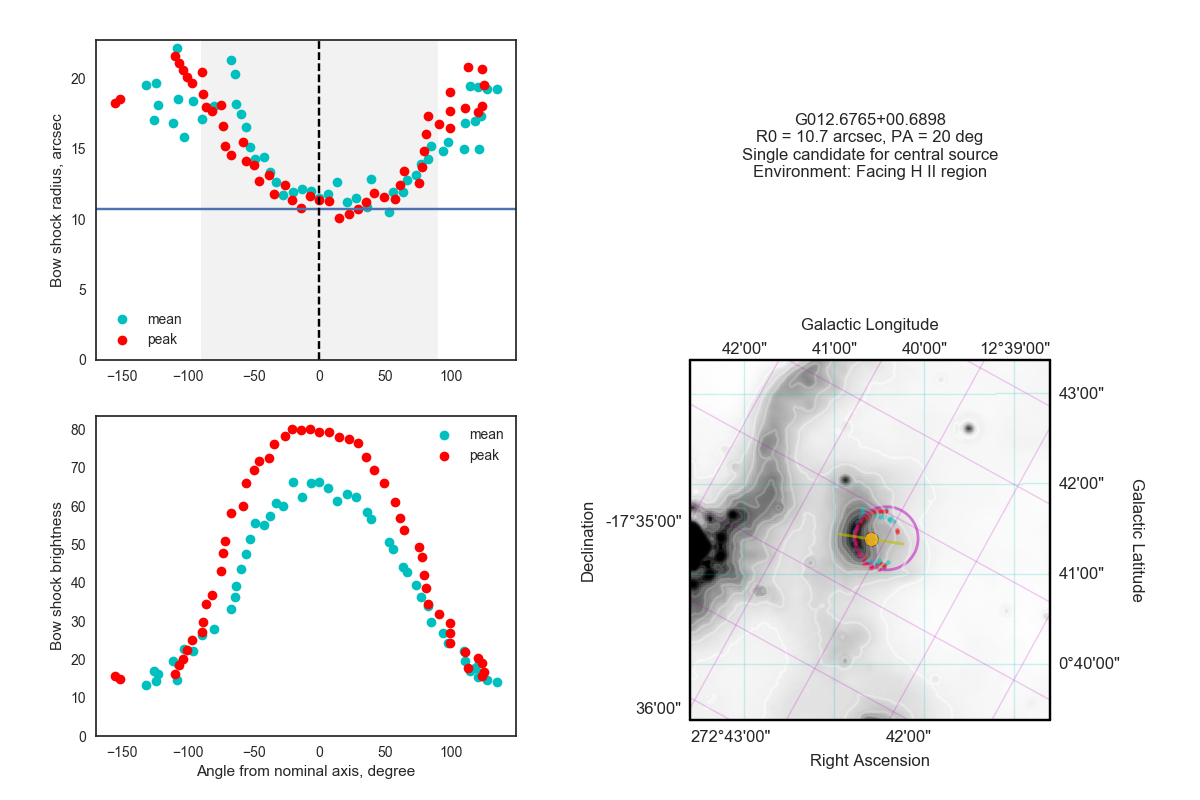 Bow shock radius, arcsec
20
15
10
5
0
mean
peak
−150
−100
−50
0
50
100
Bow shock brightness
80
70
60
50
40
30
20
10
0
mean
peak
−150
−100
−50
0
50
100
Angle from nominal axis, degree
G012.6765+00.6898
R0 = 10.7 arcsec, PA = 20 deg
Single candidate for central source
Environment: Facing H II region
Galactic Longitude
42'00" 41'00" 40'00" 12°39'00"
43'00"
42'00"
41'00"
0°40'00"
Galactic Latitude
Declination
-17°35'00"
36'00"
272°43'00" 42'00"
Right Ascension